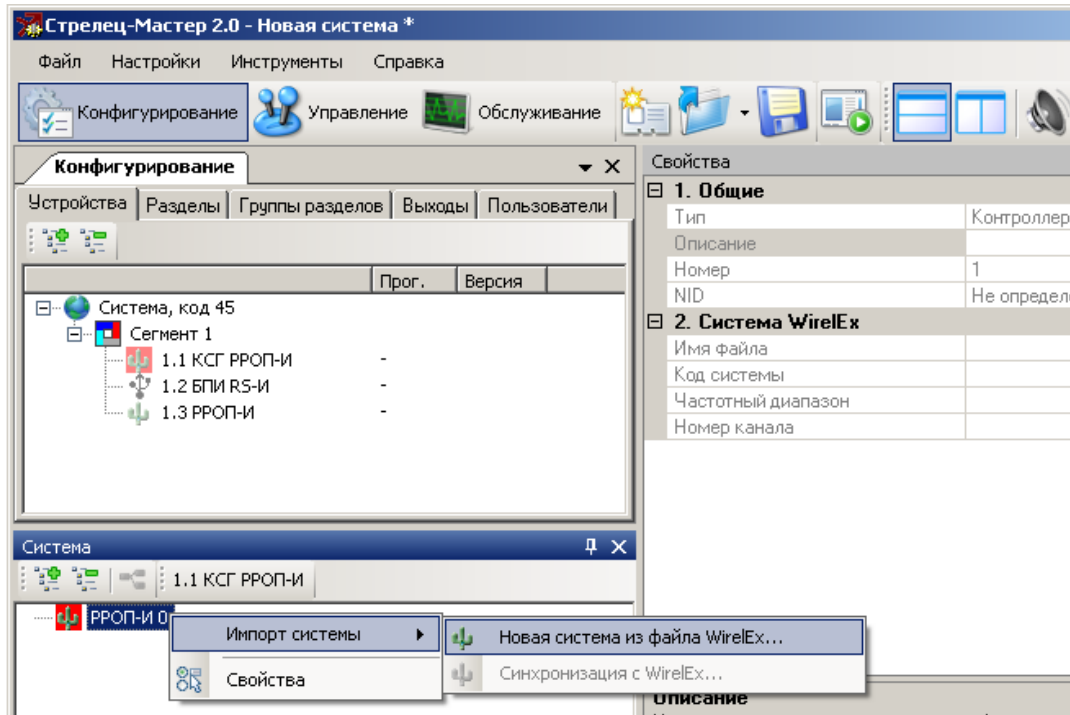 Стрелец-Мастер 2.0 - Новая система *
Файл Настройки Инструменты Справка
Конфигурирование Управление Обслуживание
Конфигурирование
Устройства Разделы Группы разделов Выходы Пользователи
Прог. Версия
Система, код 45
Сегмент 1
1.1 КСГ РРОП-И -
1.2 БПИ RS-И -
1.3 РРОП-И -
Система
1.1 КСГ РРОП-И
РРОП-И 0
Импорт системы
Свойства
Новая система из файла WirelEx...
Синхронизация с WirelEx...
Свойства
1. Общие
Тип Контроллер
Описание
Номер 1
NID Не определ
2. Система WirelEx
Имя файла
Код системы
Частотный диапазон
Номер канала
Описание